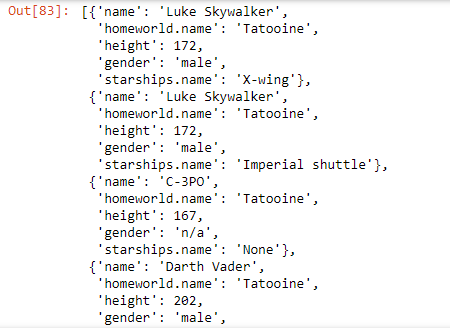 Out[83]: [{'name': 'Luke Skywalker',
'homeworld.name': 'Tatooine',
'height': 172,
'gender': 'male',
'starships.name': 'X-wing'},
{'name': 'Luke Skywalker',
'homeworld.name': 'Tatooine',
'height': 172,
'gender': 'male',
'starships.name': 'Imperial shuttle'},
{'name': 'C-3PO',
'homeworld.name': 'Tatooine',
'height': 167,
'gender': 'n/a',
'starships.name': 'None'},
{'name': 'Darth Vader',
'homeworld.name': 'Tatooine',
'height': 202,
'gender': 'male',